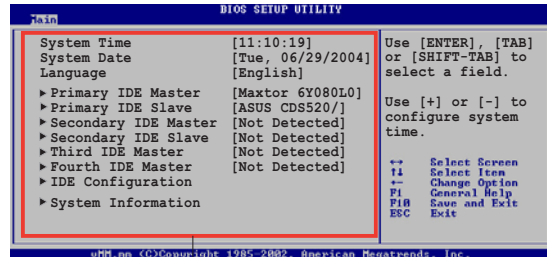 BIOS SETUP UTILITY
Main
System Time [11:10:19]
System Date [Tue, 06/29/2004]
Language [English]
▶ Primary IDE Master [Maxtor 6Y080L0]
▶ Primary IDE Slave [ASUS CDS520/]
▶ Secondary IDE Master [Not Detected]
▶ Secondary IDE Slave [Not Detected]
▶ Third IDE Master [Not Detected]
▶ Fourth IDE Master [Not Detected]
▶ IDE Configuration
▶ System Information
Use [ENTER], [TAB]
or [SHIFT-TAB] to
select a field.
Use [+] or [-] to
configure system
time.
↔ Select Screen
↑↓ Select Item
+- Change Option
F1 General Help
F10 Save and Exit
ESC Exit
(C)Copyright 1985-2002, American Megatrends, Inc.